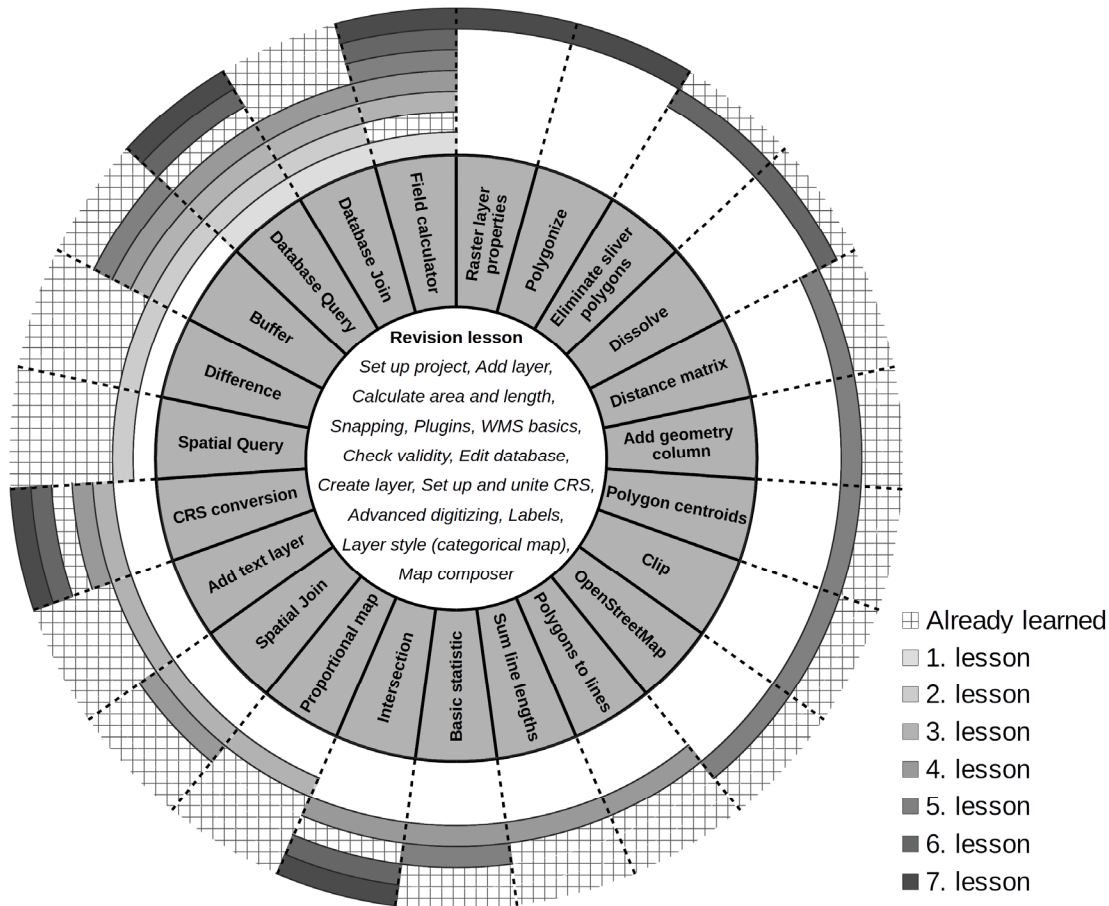 Raster layer
properties
Polygonize
Eliminate sliver
polygons
Dissolve
Distance matrix
Add geometry
column
Polygon centroids
Clip
OpenStreetMap
Polygons to lines
Sum line lengths
Basic statistic
Intersection
Proportional map
Spatial Join
Add text layer
CRS conversion
Spatial Query
Difference
Buffer
Database Query
Database Join
Field calculator
Revision lesson
Set up project, Add layer,
Calculate area and length,
Snapping, Plugins, WMS basics,
Check validity, Edit database,
Create layer, Set up and unite CRS,
Advanced digitizing, Labels,
Layer style (categorical map),
Map composer
Already learned
1. lesson
2. lesson
3. lesson
4. lesson
5. lesson
6. lesson
7. lesson